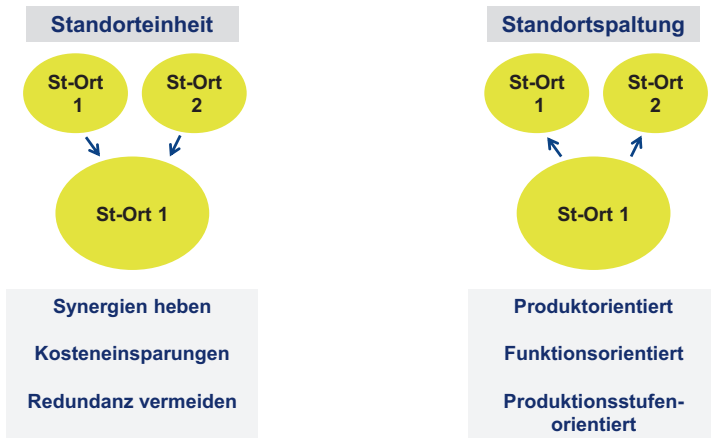 Standorteinheit
St-Ort
1
St-Ort
2
St-Ort 1
Synergien heben
Kosteneinsparungen
Redundanz vermeiden
Standortspaltung
St-Ort
1
St-Ort
2
St-Ort 1
Produktorientiert
Funktionsorientiert
Produktionsstufen-
orientiert